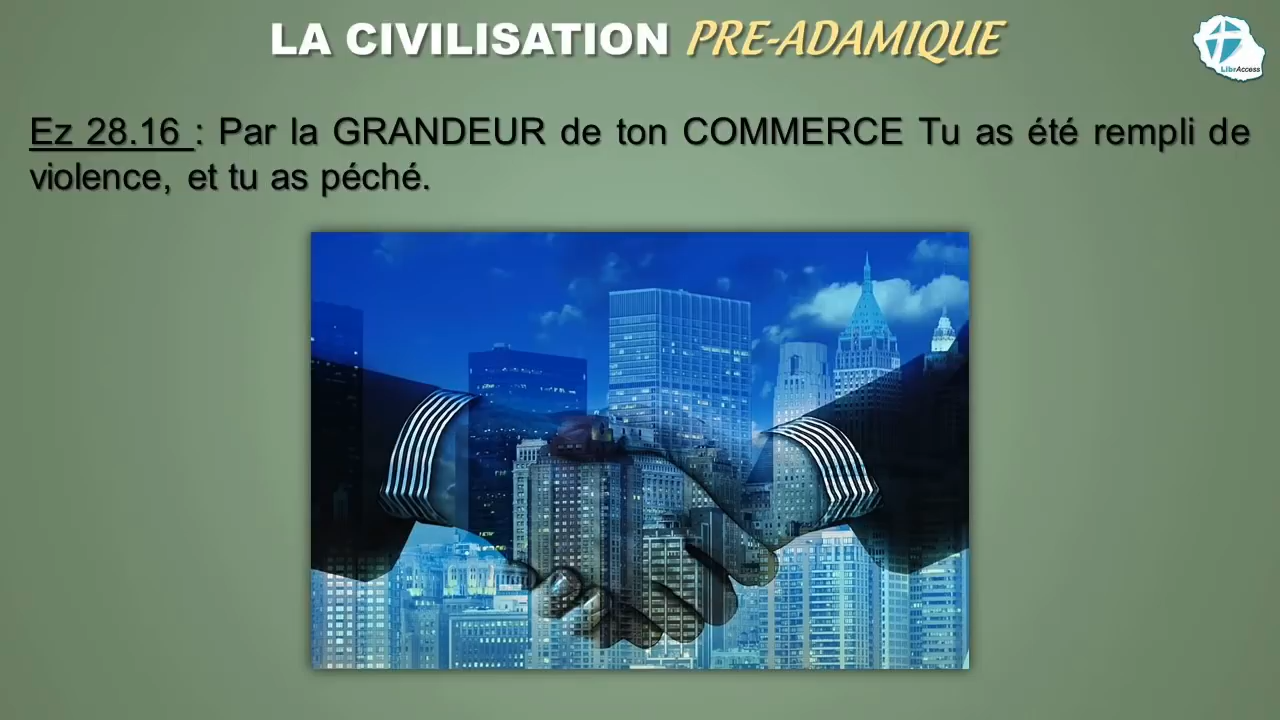 LA CIVILISATION PRE-ADAMIQUE
LibrAccess
Ez 28.16 : Par la GRANDEUR de ton COMMERCE Tu as été rempli de
violence, et tu as péché.